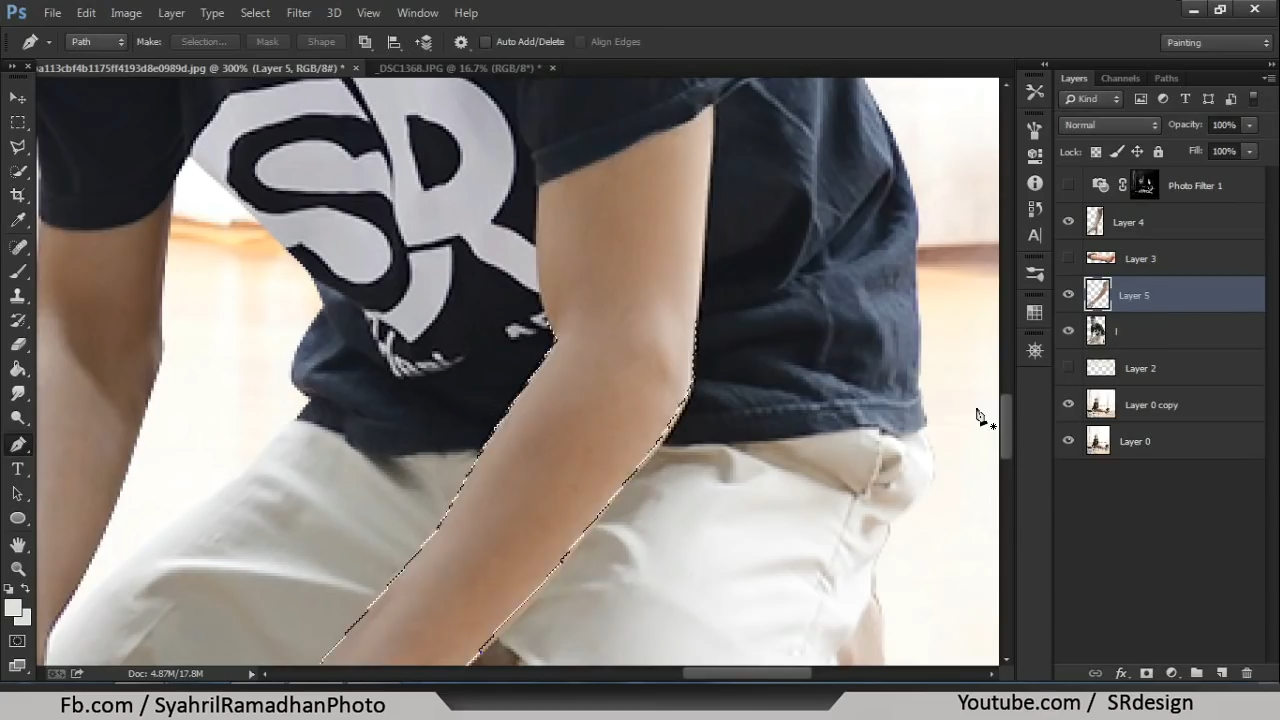 Ps File Edit Image Layer Type Select Filter 3D View Window Help
Path Make: Selection... Mask Shape Auto Add/Delete Align Edges Painting
a113cbf4b1175ff4193d8e0989d.jpg @ 300% (Layer 5, RGB/8#) * × _DSC1368.JPG @ 16.7% (RGB/8*) * ×
Layers Channels Paths
Kind
Normal Opacity: 100%
Lock: Fill: 100%
Photo Filter 1
Layer 4
Layer 3
Layer 5
l
Layer 2
Layer 0 copy
Layer 0
SR
Doc: 4.87M/17.8M
Fb.com / SyahrilRamadhanPhoto
Youtube.com / SRdesign